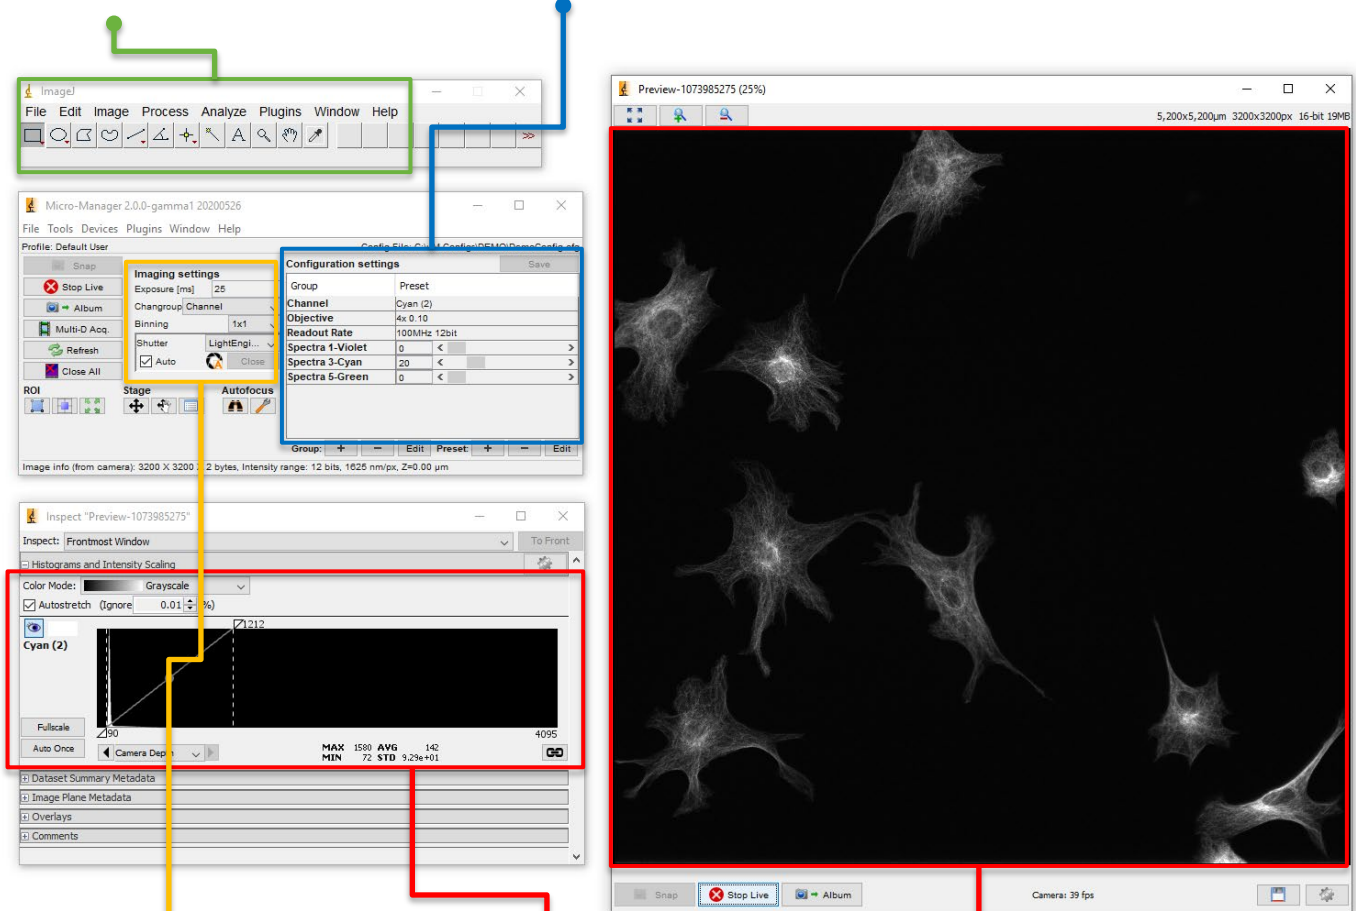 ImageJ
File Edit Image Process Analyze Plugins Window Help
A
>>
Micro-Manager 2.0.0-gamma1 20200526
File Tools Devices Plugins Window Help
Profile: Default User
Snap
Stop Live
Album
Multi-D Acq.
Refresh
Close All
Imaging settings
Exposure [ms] 25
Changroup Channel
Binning 1x1
Shutter LightEngi...
Auto Close
Configuration settings Save
Group Preset
Channel Cyan (2)
Objective 4x 0.10
Readout Rate 100MHz 12bit
Spectra 1-Violet 0
Spectra 3-Cyan 20
Spectra 5-Green 0
ROI Stage Autofocus
Group: + - Edit Preset: + - Edit
Image info (from camera): 3200 X 3200 X 2 bytes, Intensity range: 12 bits, 1625 nm/px, Z=0.00 μm
Inspect "Preview-1073985275"
Inspect: Frontmost Window To Front
Histograms and Intensity Scaling
Color Mode: Grayscale
Autostretch (Ignore 0.01 %)
Cyan (2)
1212
90
4095
Fullscale
Auto Once
Camera Depth
MAX 1580 AVG 142
MIN 72 STD 9.29e+01
Dataset Summary Metadata
Image Plane Metadata
Overlays
Comments
Preview-1073985275 (25%)
5,200x5,200μm 3200x3200px 16-bit 19MB
Snap Stop Live Album Camera: 39 fps